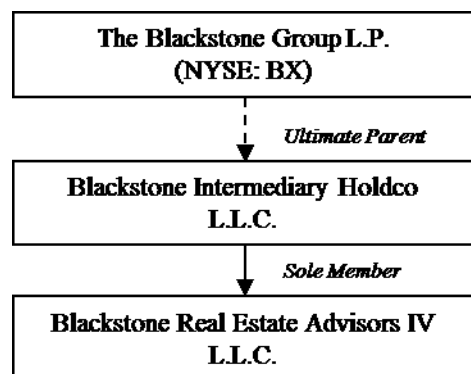 The Blackstone Group L.P.
(NYSE: BX)
Ultimate Parent
Blackstone Intermediary Holdco
L.L.C.
Sole Member
Blackstone Real Estate Advisors IV
L.L.C.